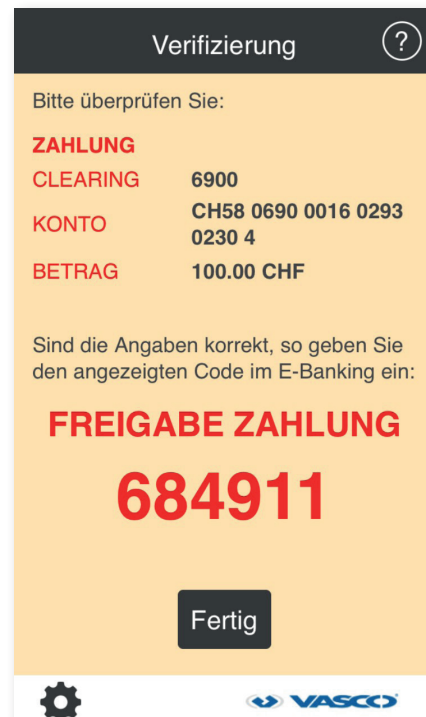 Verifizierung ?
Bitte überprüfen Sie:
ZAHLUNG
CLEARING 6900
KONTO CH58 0690 0016 0293
0230 4
BETRAG 100.00 CHF
Sind die Angaben korrekt, so geben Sie
den angezeigten Code im E-Banking ein:
FREIGABE ZAHLUNG
684911
Fertig
VASCO